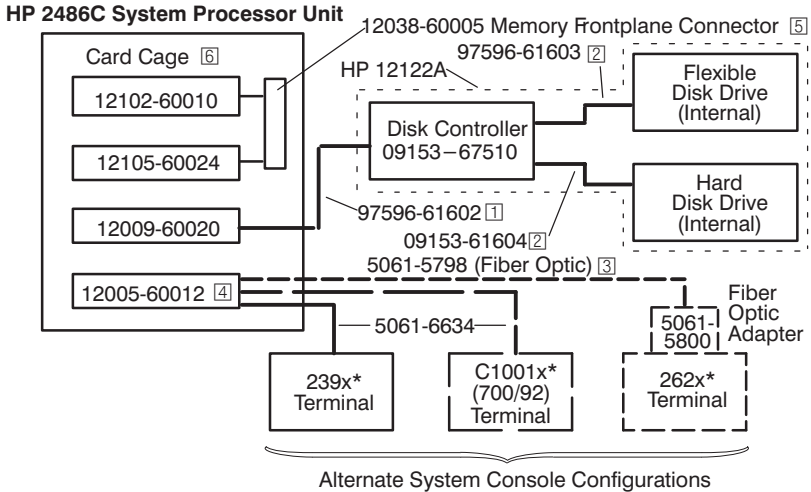 HP 2486C System Processor Unit
12038-60005 Memory Frontplane Connector 5
Card Cage 6
97596-61603 2
HP 12122A
Flexible
Disk Drive
(Internal)
12102-60010
Disk Controller
09153−67510
12105-60024
Hard
Disk Drive
(Internal)
97596-61602 1
12009-60020
09153-61604 2
5061-5798 (Fiber Optic) 3
12005-60012 4
Fiber
Optic
Adapter
5061-
5800
5061-6634
239x*
Terminal
C1001x*
(700/92)
Terminal
262x*
Terminal
Alternate System Console Configurations